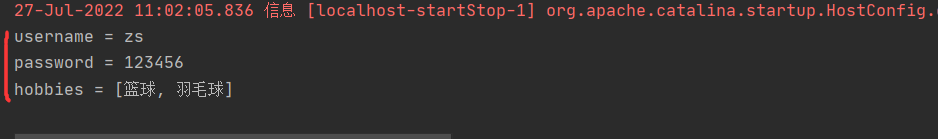 27-Jul-2022 11:02:05.836 信息 [localhost-startStop-1] org.apache.catalina.startup.HostConfig.
username = zs
password = 123456
hobbies = [篮球, 羽毛球]